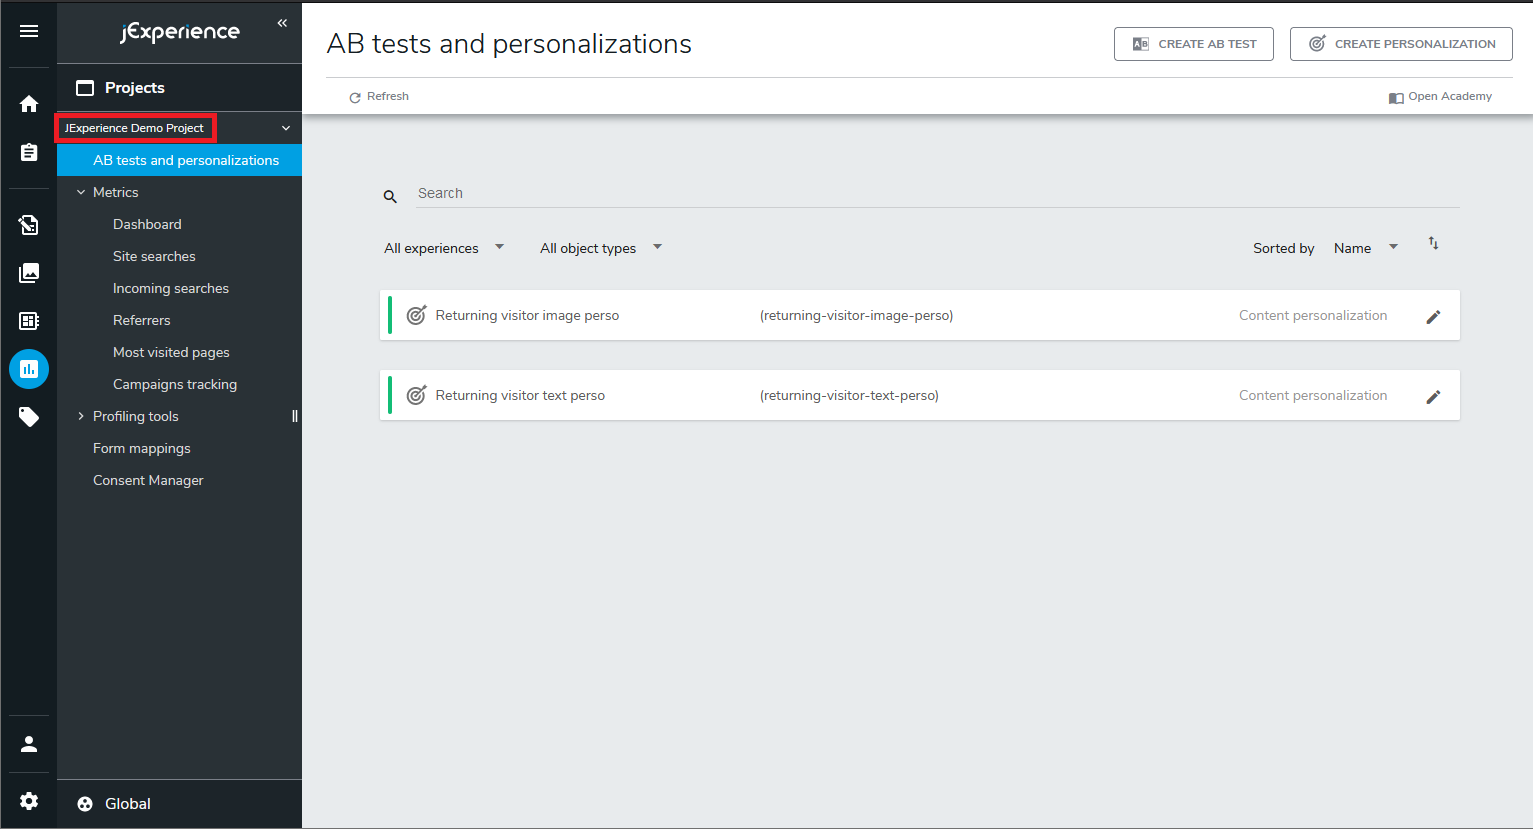 jExperience
Projects
JExperience Demo Project
AB tests and personalizations
Metrics
Dashboard
Site searches
Incoming searches
Referrers
Most visited pages
Campaigns tracking
Profiling tools
Form mappings
Consent Manager
Global
AB tests and personalizations
AB CREATE AB TEST
CREATE PERSONALIZATION
Refresh
Open Academy
Search
All experiences
All object types
Sorted by
Name
Returning visitor image perso (returning-visitor-image-perso) Content personalization
Returning visitor text perso (returning-visitor-text-perso) Content personalization